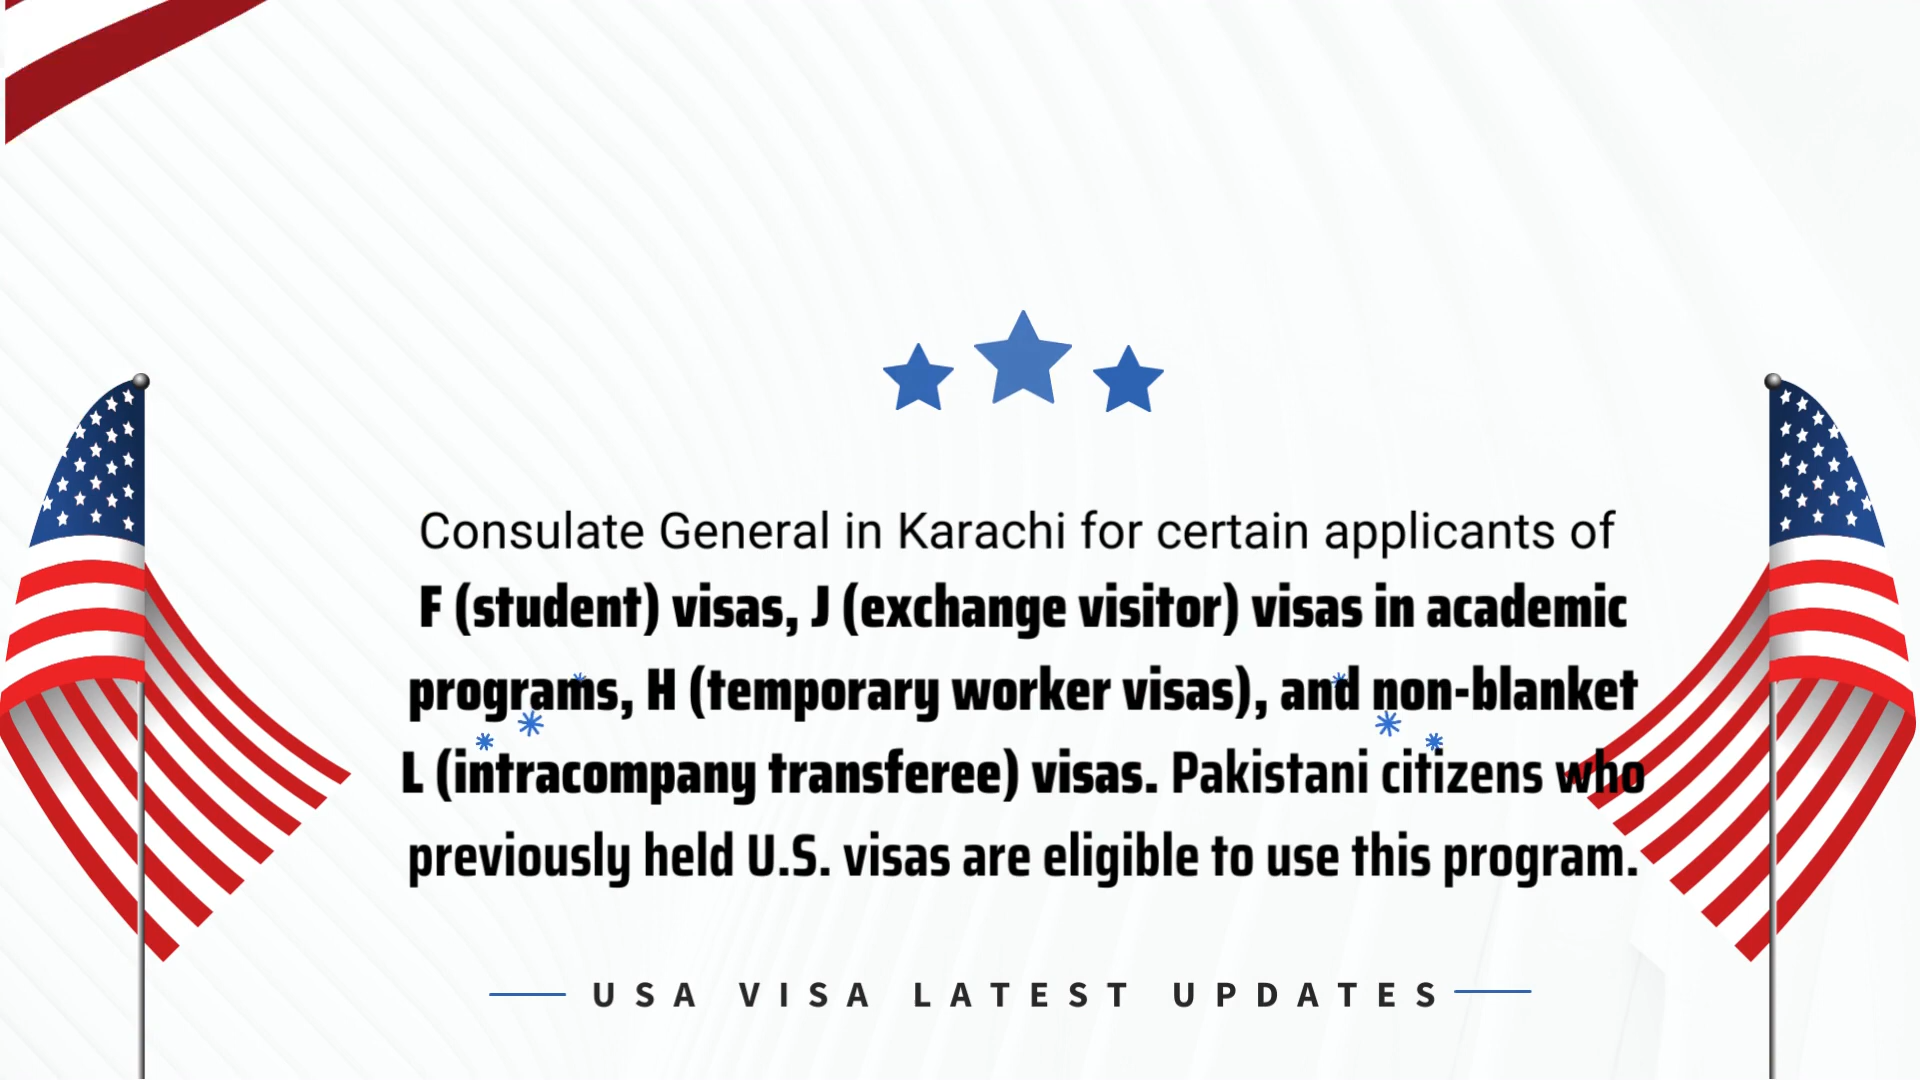 Consulate General in Karachi for certain applicants of
F (student) visas, J (exchange visitor) visas in academic
programs, H (temporary worker visas), and non-blanket
L (intracompany transferee) visas. Pakistani citizens who
previously held U.S. visas are eligible to use this program.
USA VISA LATEST UPDATES